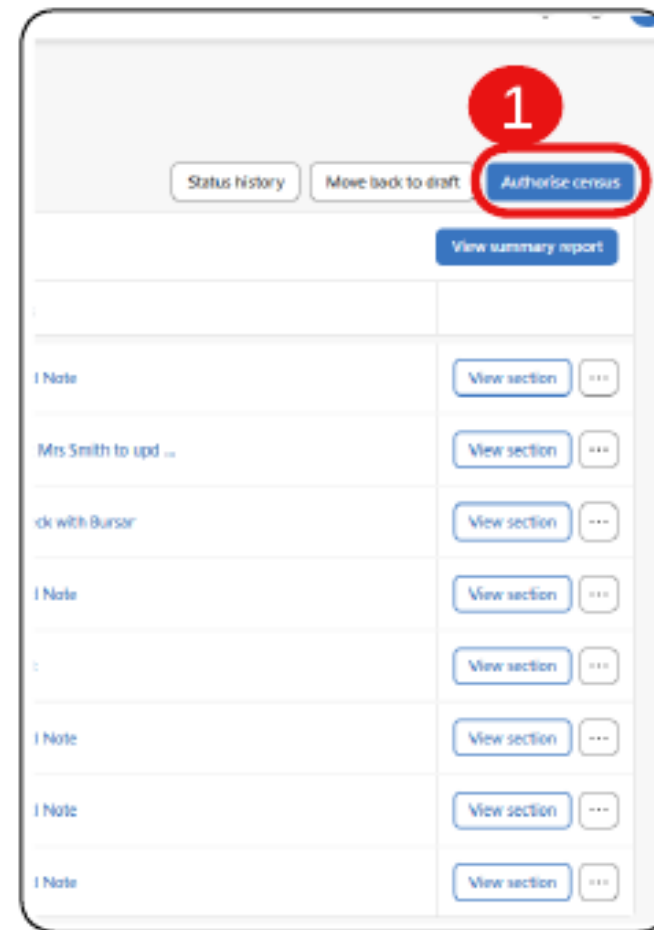 1
Status history Move back to draft Authorise census
View summary report
Note View section ...
Mrs Smith to upd ... View section ...
with Bursar View section ...
Note View section ...
View section ...
Note View section ...
Note View section ...
Note View section ...